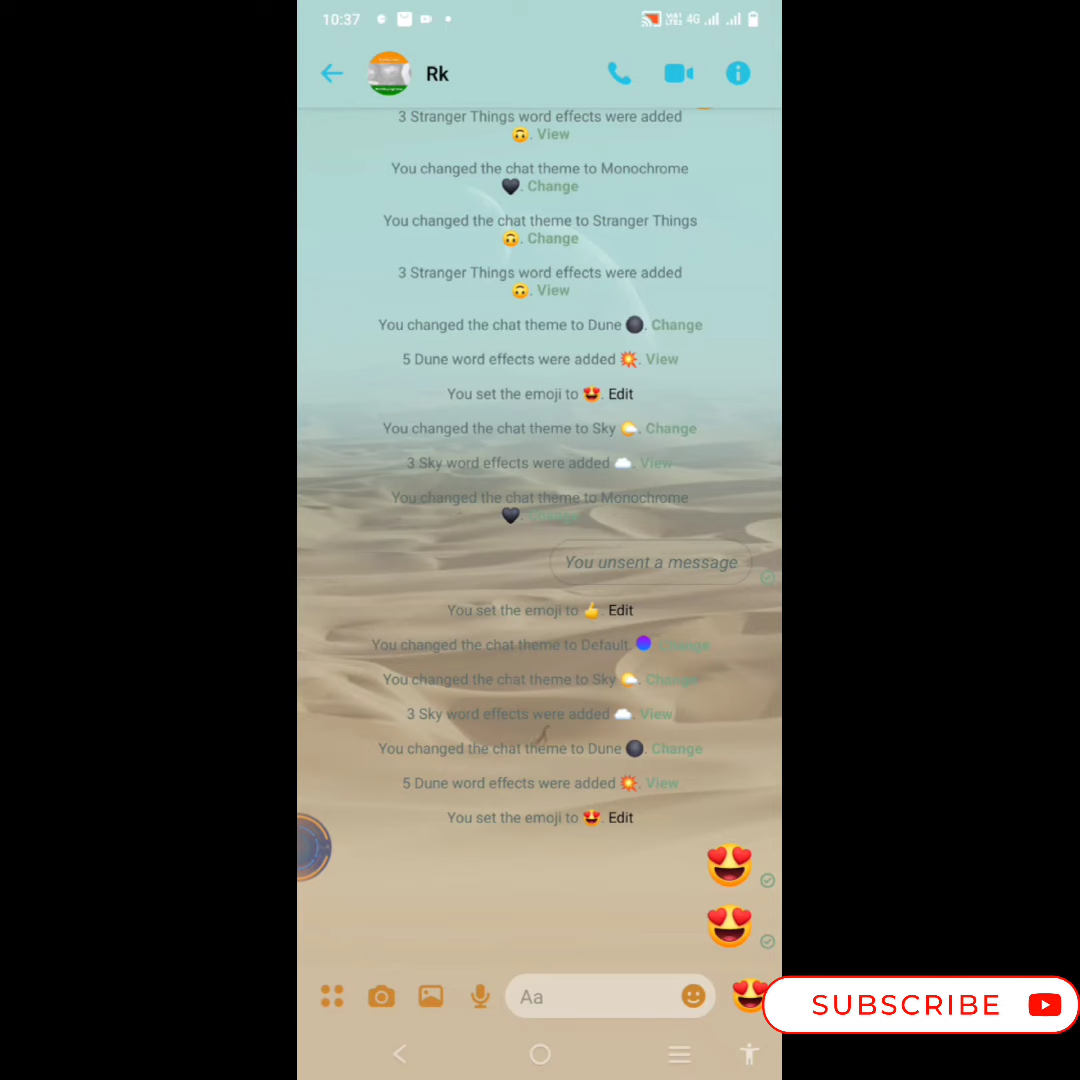 10:37
VoI1 LTE2 4G
Rk
3 Stranger Things word effects were added
🙃. View
You changed the chat theme to Monochrome
🖤. Change
You changed the chat theme to Stranger Things
🙃. Change
3 Stranger Things word effects were added
🙃. View
You changed the chat theme to Dune 🌑. Change
5 Dune word effects were added 💥. View
You set the emoji to 😍. Edit
You changed the chat theme to Sky 🌤. Change
3 Sky word effects were added ☁️. View
You changed the chat theme to Monochrome
🖤. Change
You unsent a message
You set the emoji to 👍. Edit
You changed the chat theme to Default. Change
You changed the chat theme to Sky 🌤. Change
3 Sky word effects were added ☁️. View
You changed the chat theme to Dune 🌑. Change
5 Dune word effects were added 💥. View
You set the emoji to 😍. Edit
Aa
SUBSCRIBE